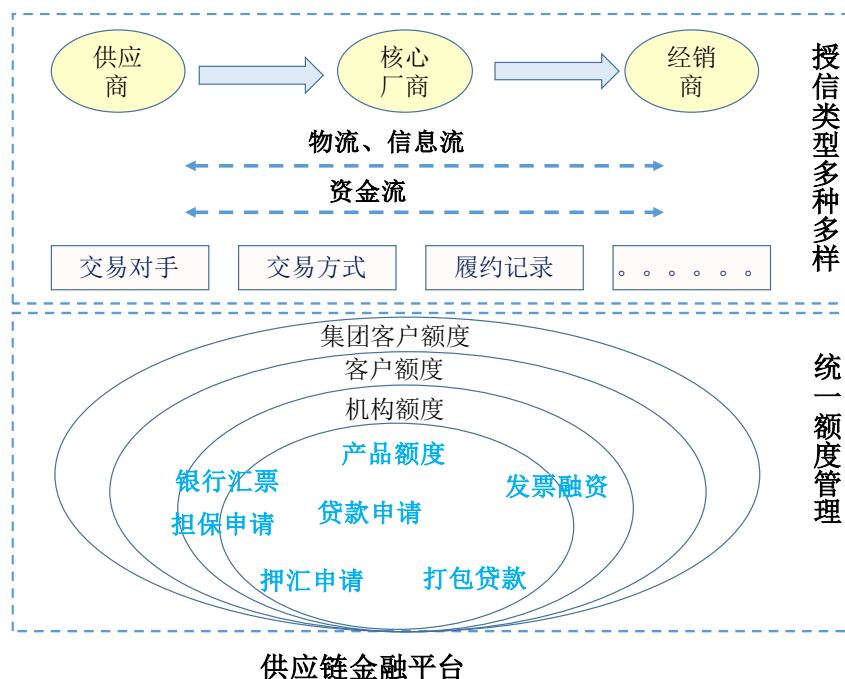 供应
商
核心
厂商
经销
商
授信类型多种多样
物流、信息流
资金流
交易对手
交易方式
履约记录
。。。。。。
集团客户额度
客户额度
机构额度
产品额度
银行汇票
发票融资
贷款申请
担保申请
押汇申请
打包贷款
统一额度管理
供应链金融平台